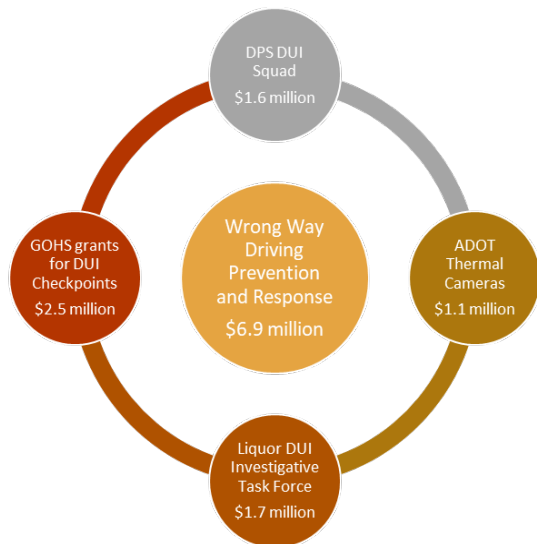 DPS DUI
Squad
$1.6 million
Wrong Way
Driving
Prevention
and Response
$6.9 million
GOHS grants
for DUI
Checkpoints
$2.5 million
ADOT
Thermal
Cameras
$1.1 million
Liquor DUI
Investigative
Task Force
$1.7 million